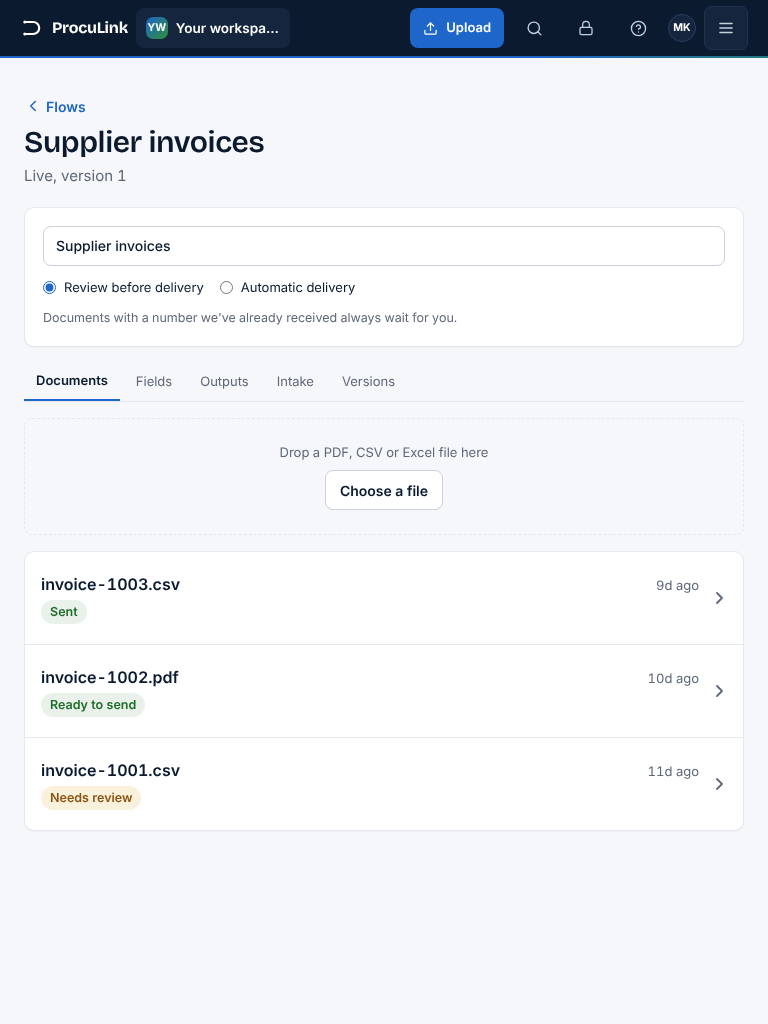 ProcuLink
YW
Your workspa...
Upload
MK
Flows
Supplier invoices
Live, version 1
Supplier invoices
Review before delivery
Automatic delivery
Documents with a number we've already received always wait for you.
Documents
Fields
Outputs
Intake
Versions
Drop a PDF, CSV or Excel file here
Choose a file
invoice-1003.csv
9d ago
Sent
invoice-1002.pdf
10d ago
Ready to send
invoice-1001.csv
11d ago
Needs review